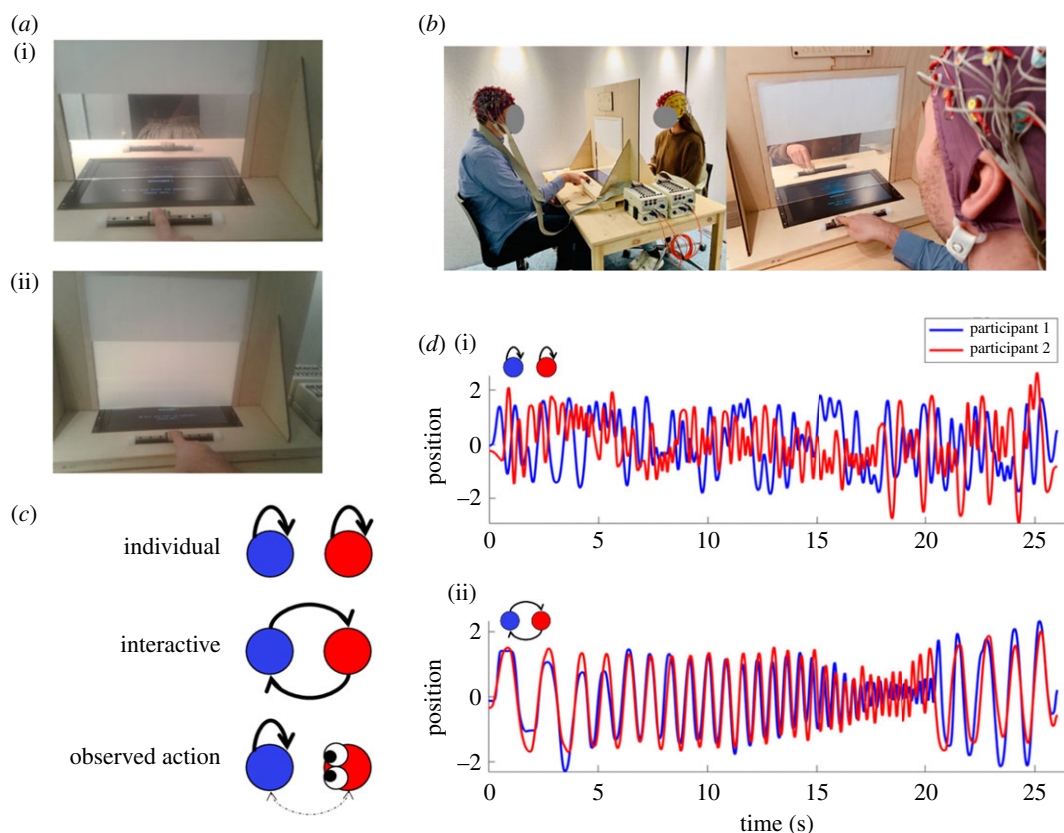 (a)
(i)
(ii)
(b)
(c)
individual
interactive
observed action
(d) (i)
participant 1
participant 2
position
2
0
−2
0 5 10 15 20 25
(ii)
position
2
0
−2
0 5 10 15 20 25
time (s)